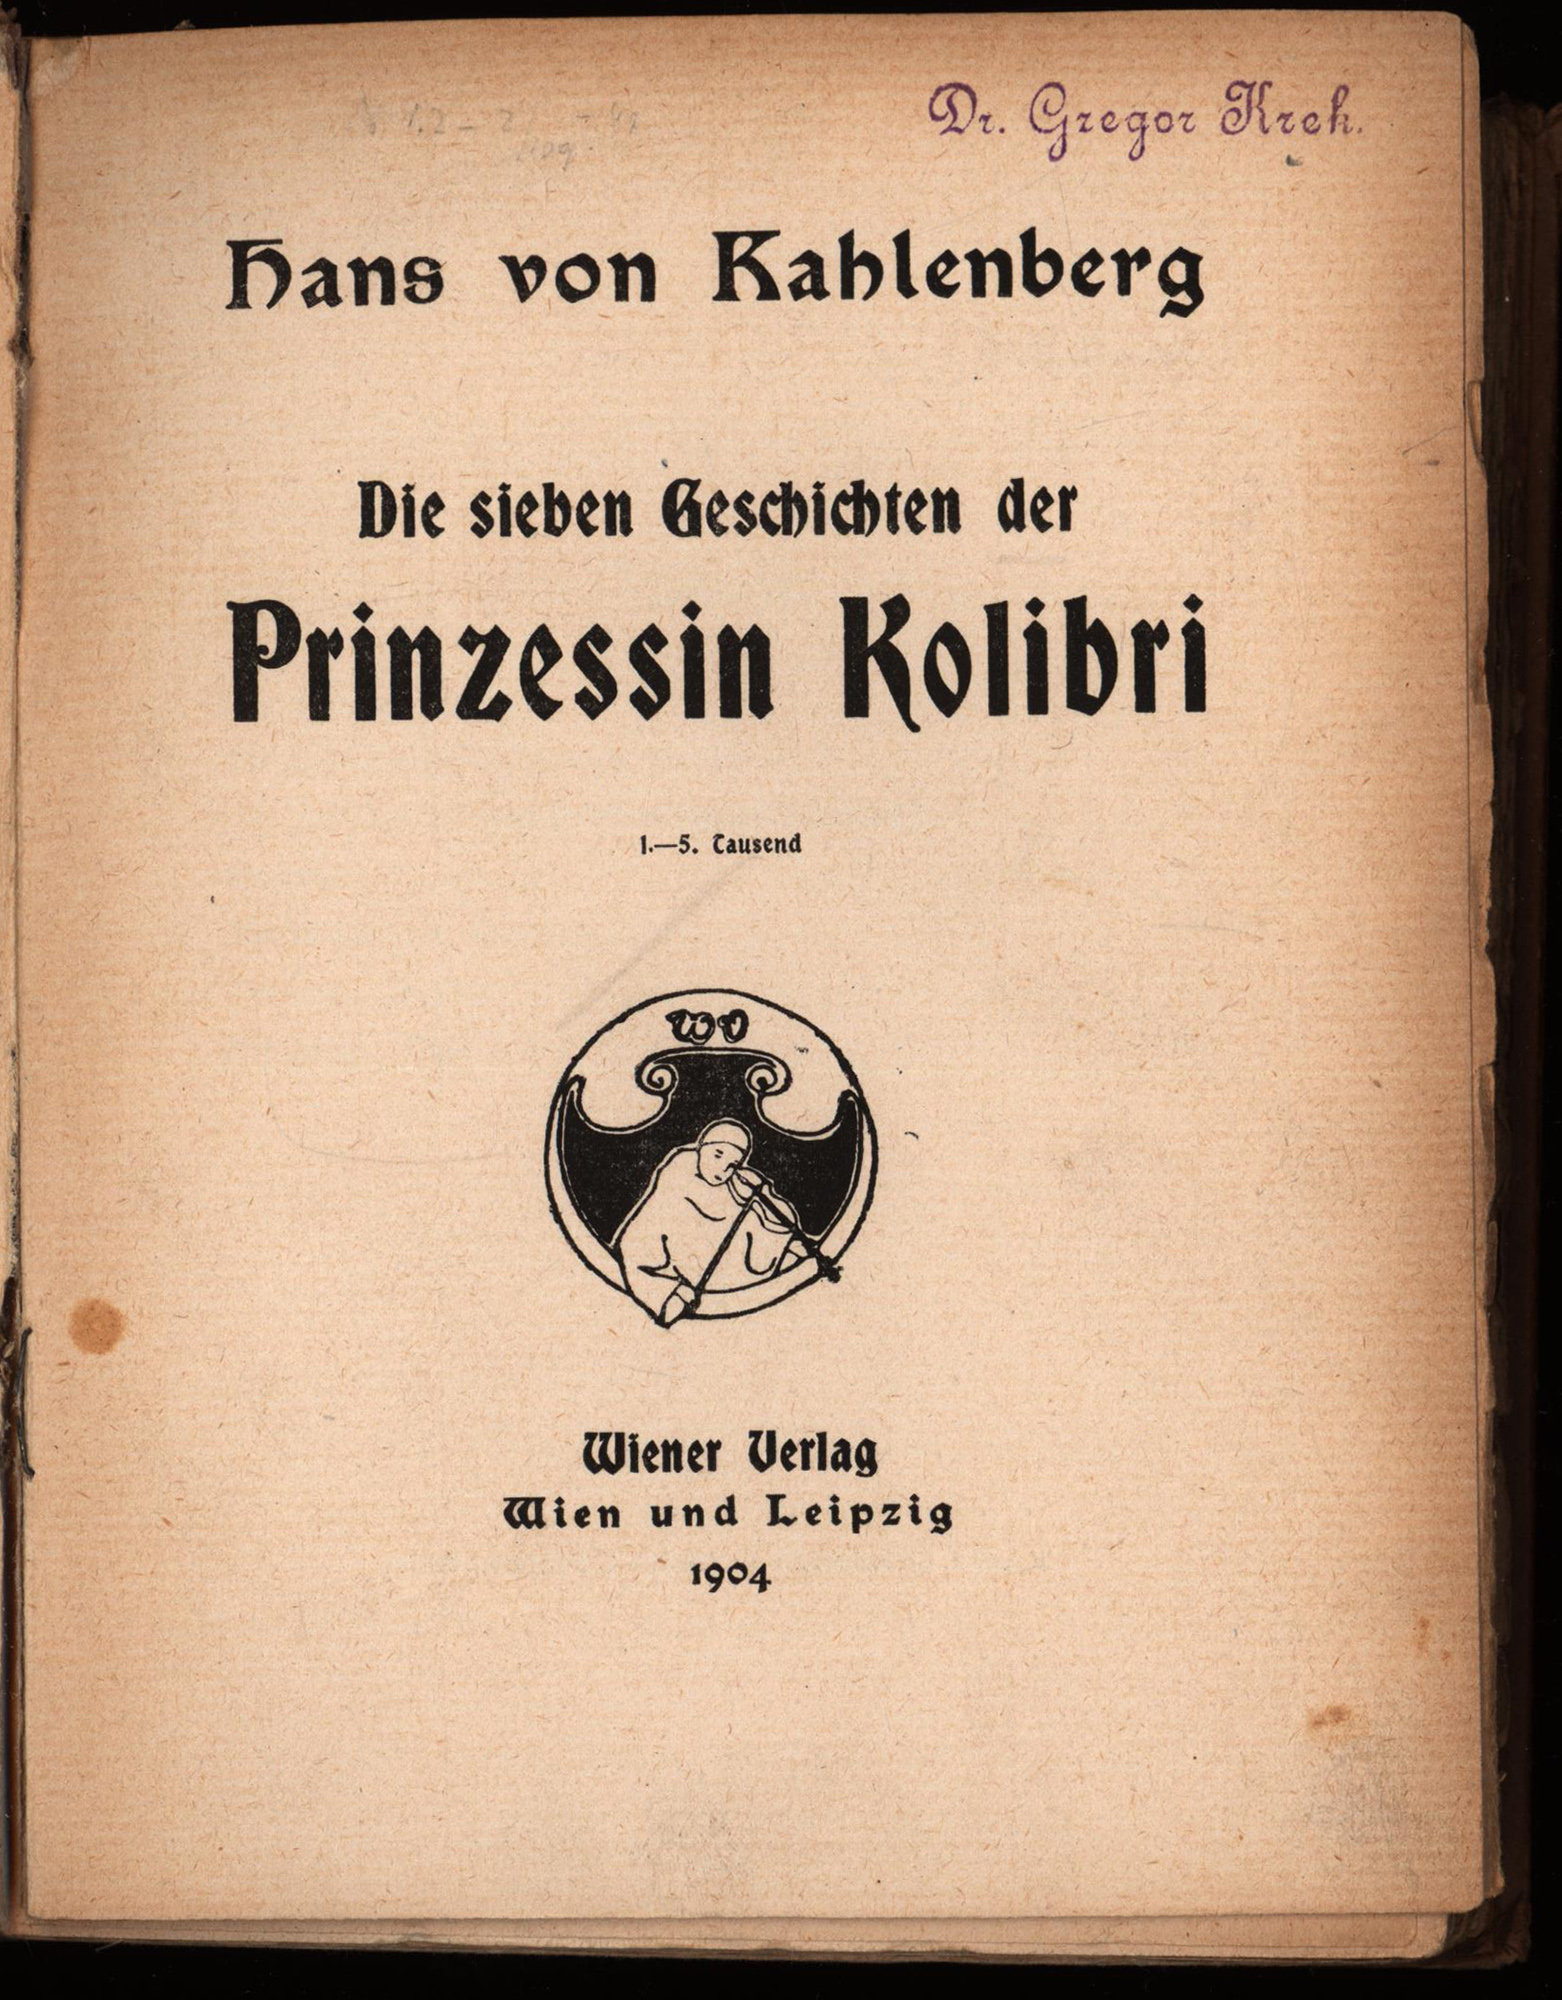 Dr. Gregor Krek.
Hans von Kahlenberg
Die sieben Geschichten der
Prinzessin Kolibri
1.—5. Tausend
WV
Wiener Verlag
Wien und Leipzig
1904